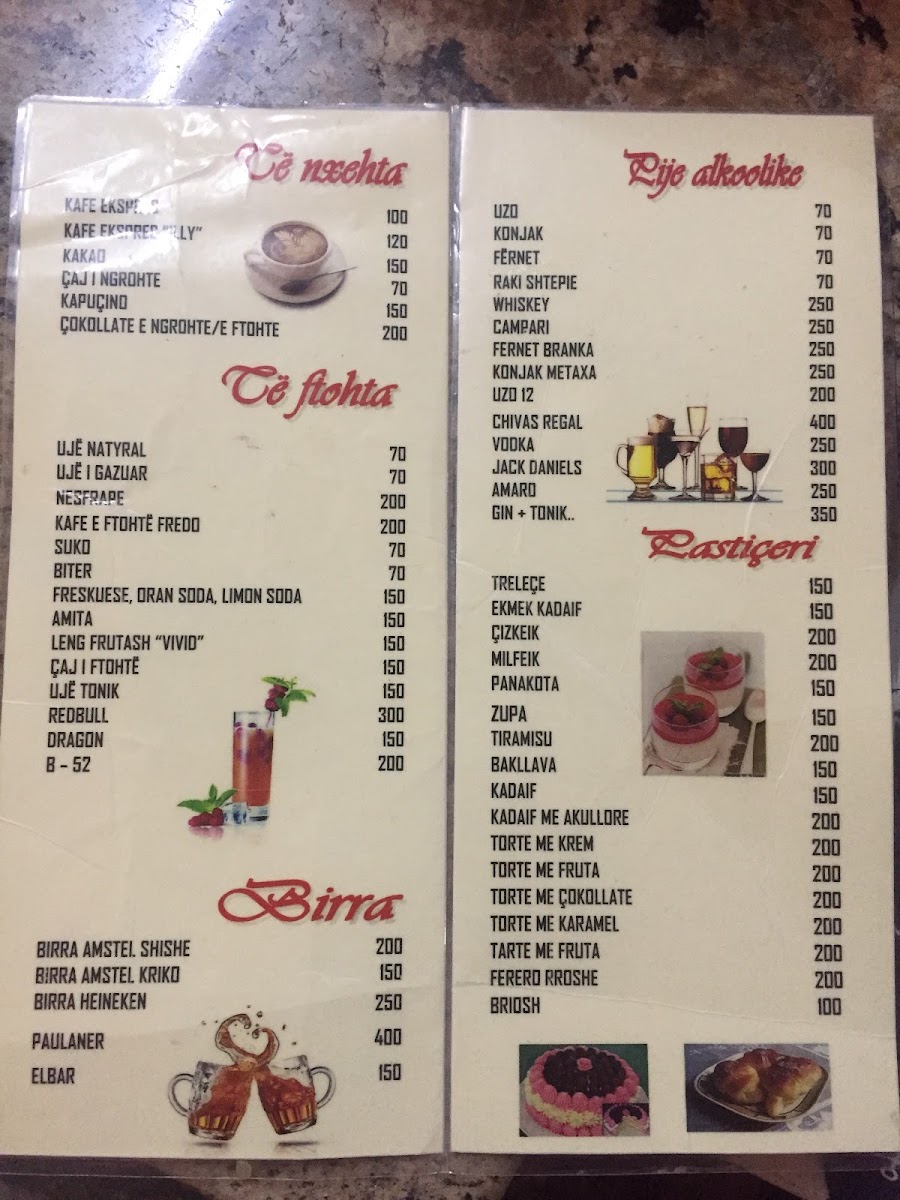 Të nxehta
KAFE 100
KAFE EKSPRES "ILLY" 120
KAKAO 150
ÇAJ I NGROHTE 70
KAPUÇINO 150
ÇOKOLLATE E NGROHTE/E FTOHTE 200
Të ftohta
UJË NATYRAL 70
UJË I GAZUAR 70
NESFRAPE 200
KAFE E FTOHTË FREDO 200
SUKO 70
BITER 70
FRESKUESE, ORAN SODA, LIMON SODA 150
AMITA 150
LENG FRUTASH "VIVID" 150
ÇAJ I FTOHTË 150
UJË TONIK 150
REDBULL 300
DRAGON 150
B – 52 200
Birra
BIRRA AMSTEL SHISHE 200
BIRRA AMSTEL KRIKO 150
BIRRA HEINEKEN 250
PAULANER 400
ELBAR 150
Pije alkoolike
UZO 70
KONJAK 70
FËRNET 70
RAKI SHTEPIE 70
WHISKEY 250
CAMPARI 250
FERNET BRANKA 250
KONJAK METAXA 250
UZO 12 200
CHIVAS REGAL 400
VODKA 250
JACK DANIELS 300
AMARO 250
GIN + TONIK.. 350
Pastiçeri
TRELEÇE 150
EKMEK KADAIF 150
ÇIZKEIK 200
MILFEIK 200
PANAKOTA 150
ZUPA 150
TIRAMISU 200
BAKLLAVA 150
KADAIF 150
KADAIF ME AKULLORE 200
TORTE ME KREM 200
TORTE ME FRUTA 200
TORTE ME ÇOKOLLATE 200
TORTE ME KARAMEL 200
TARTE ME FRUTA 200
FERERO RROSHE 200
BRIOSH 100